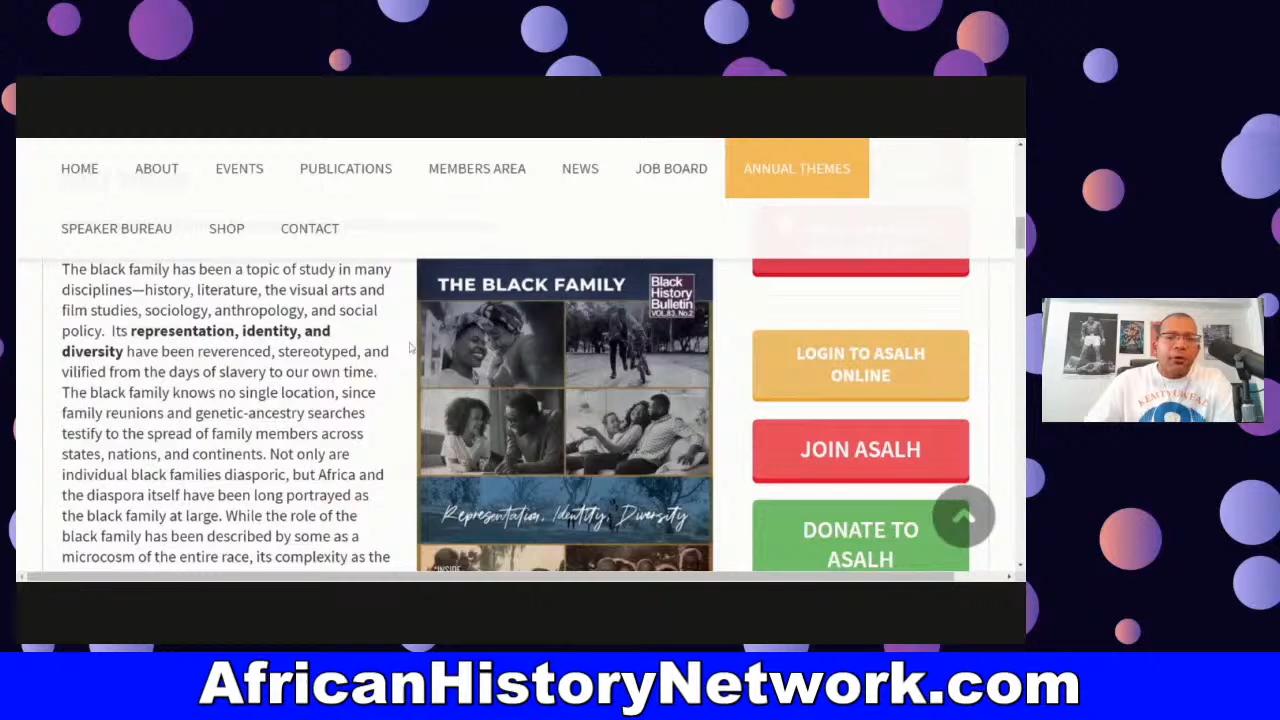 HOME ABOUT EVENTS PUBLICATIONS MEMBERS AREA NEWS JOB BOARD ANNUAL THEMES
SPEAKER BUREAU SHOP CONTACT
The black family has been a topic of study in many
disciplines—history, literature, the visual arts and
film studies, sociology, anthropology, and social
policy. Its representation, identity, and
diversity have been reverenced, stereotyped, and
vilified from the days of slavery to our own time.
The black family knows no single location, since
family reunions and genetic-ancestry searches
testify to the spread of family members across
states, nations, and continents. Not only are
individual black families diasporic, but Africa and
the diaspora itself have been long portrayed as
the black family at large. While the role of the
black family has been described by some as a
microcosm of the entire race, its complexity as the
THE BLACK FAMILY
Black
History
Bulletin
VOL.83, No.2
Representation, Identity, Diversity
*INSIDE
LOGIN TO ASALH
ONLINE
JOIN ASALH
DONATE TO
ASALH
AfricanHistoryNetwork.com